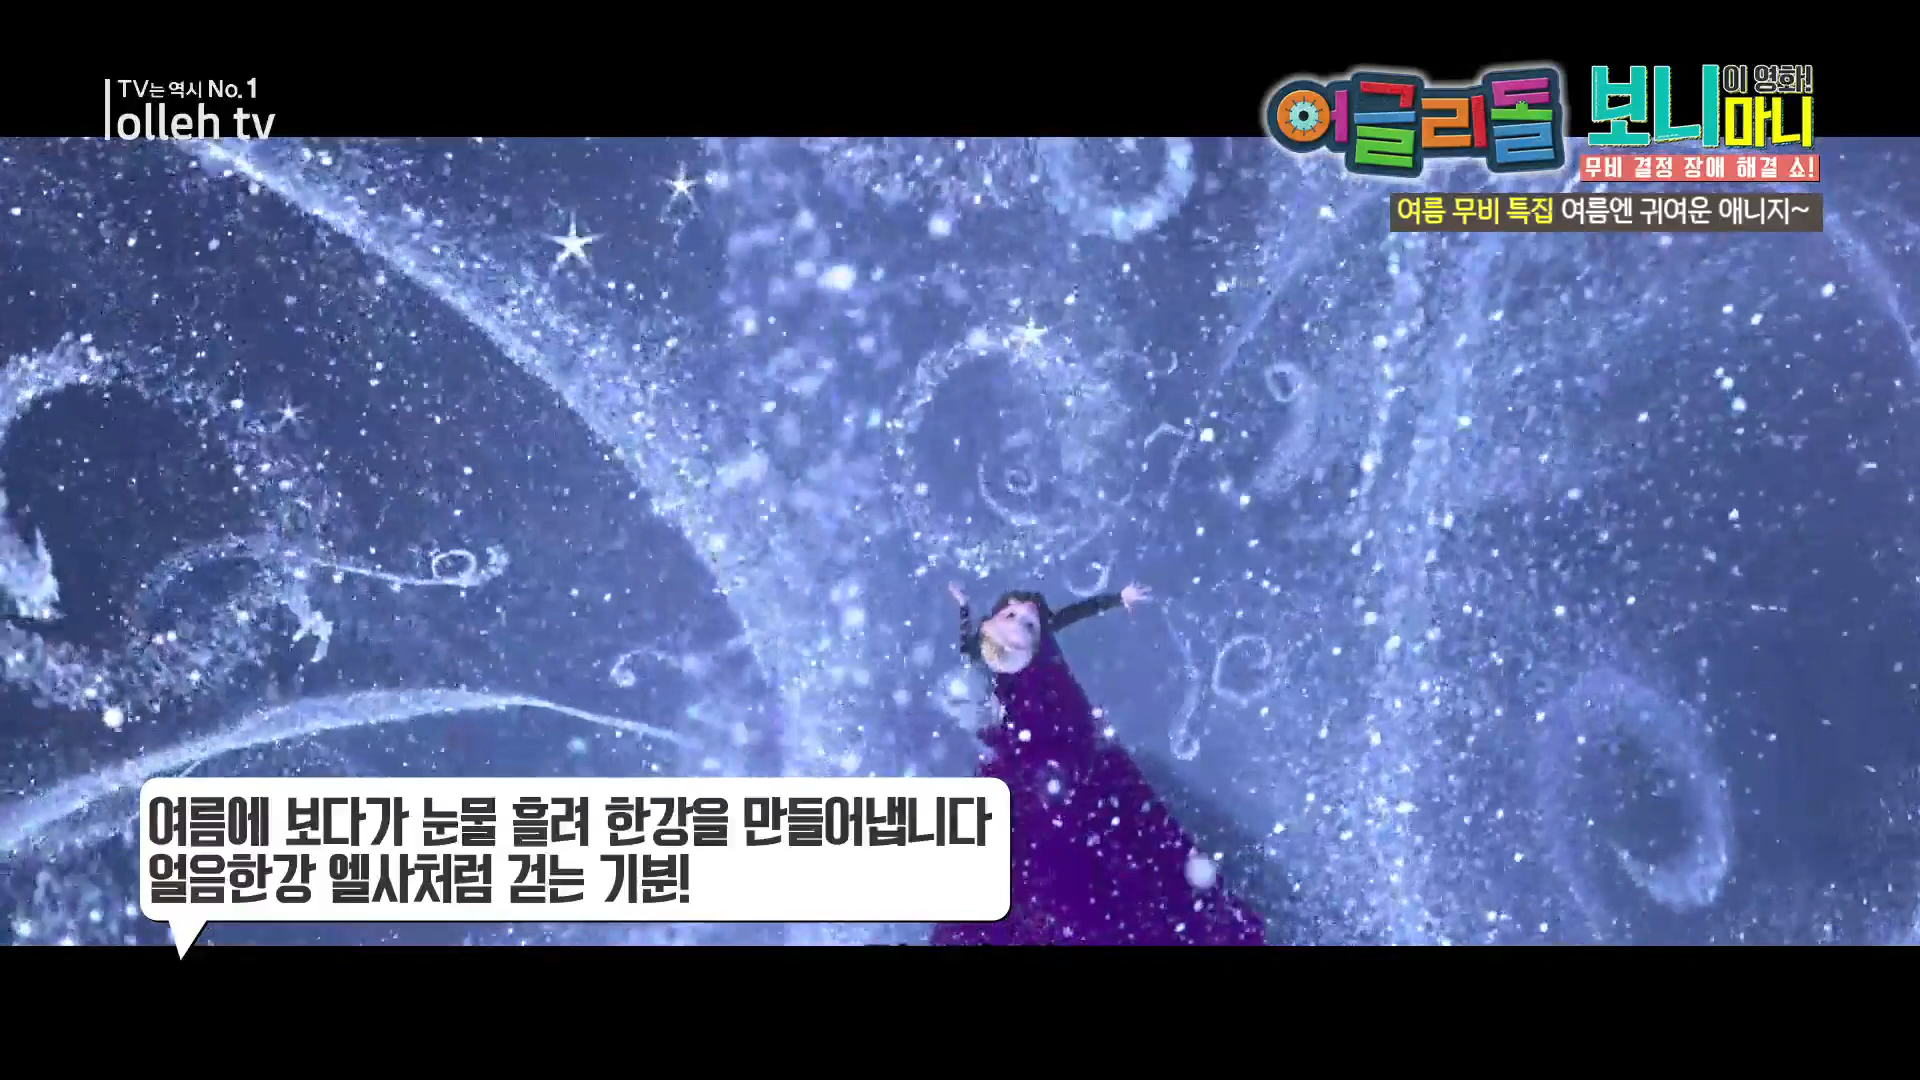 TV는 역시 No.1
olleh tv
어글리돌
이 영화!
보니마니
무비 결정 장애 해결 쇼!
여름 무비 특집 여름엔 귀여운 애니지~
여름에 보다가 눈물 흘려 한강을 만들어냅니다
얼음한강 엘사처럼 걷는 기분!